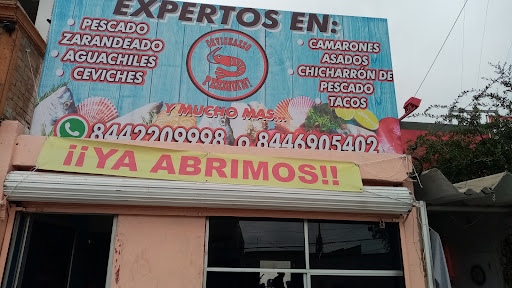 EXPERTOS EN:
• PESCADO
ZARANDEADO
• AGUACHILES
• CEVICHES
• CAMARONES
ASADOS
• CHICHARRÓN DE
PESCADO
• TACOS
Y MUCHO MAS...
8442209998 o 8446905402
¡¡YA ABRIMOS!!